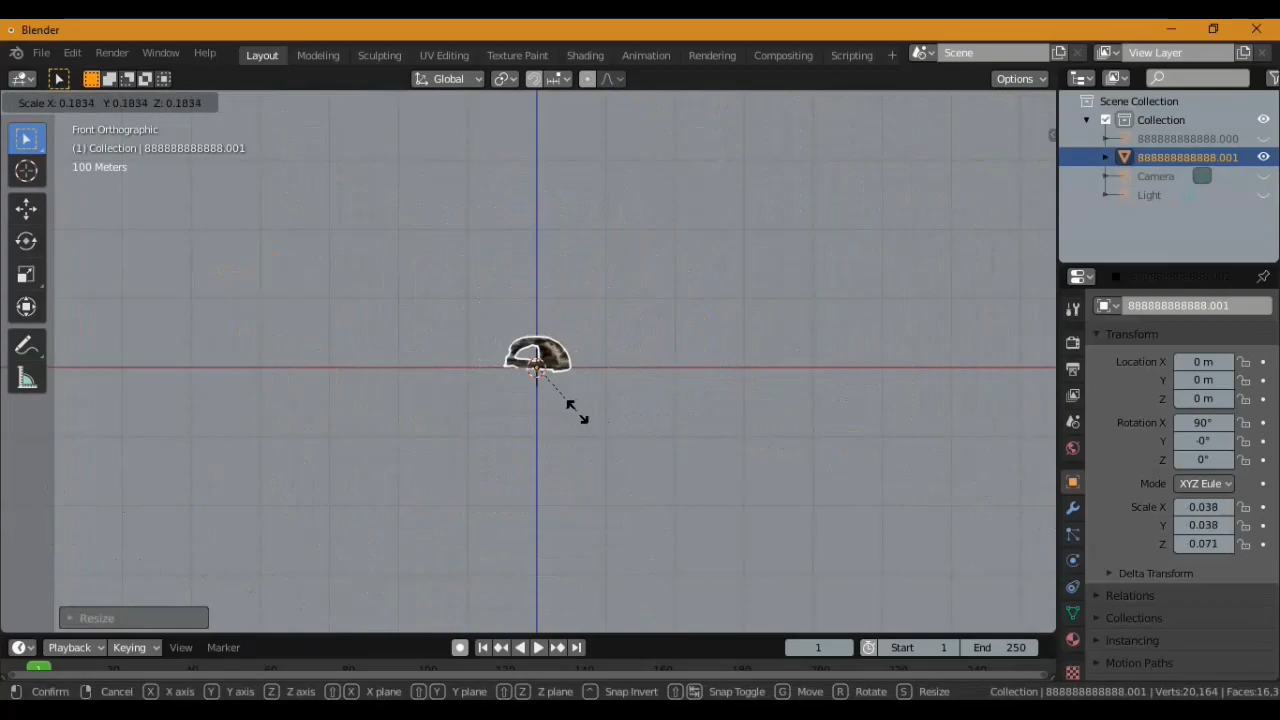 Blender
File Edit Render Window Help
Layout Modeling Sculpting UV Editing Texture Paint Shading Animation Rendering Compositing Scripting +
Scene
View Layer
Global
Options
Scale X: 0.1834 Y: 0.1834 Z: 0.1834
Front Orthographic
(1) Collection | 888888888888.001
100 Meters
Resize
Scene Collection
Collection
888888888888.000
888888888888.001
Camera
Light
888888888888.001
Transform
Location X 0 m
Y 0 m
Z 0 m
Rotation X 90°
Y -0°
Z 0°
Mode XYZ Eule
Scale X 0.038
Y 0.038
Z 0.071
Delta Transform
Relations
Collections
Instancing
Motion Paths
Playback Keying View Marker
1 Start 1 End 250
Confirm Cancel X X axis Y Y axis Z Z axis X X plane Y Y plane Z Z plane Snap Invert Snap Toggle G Move R Rotate S Resize Collection | 888888888888.001 | Verts:20,164 | Faces:16,3